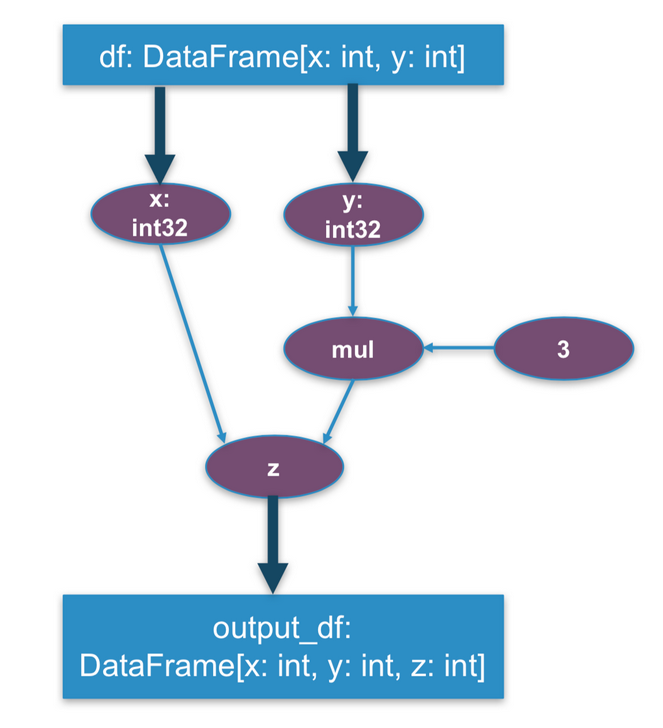 df: DataFrame[x: int, y: int]
x:
int32
y:
int32
mul
3
z
output_df:
DataFrame[x: int, y: int, z: int]